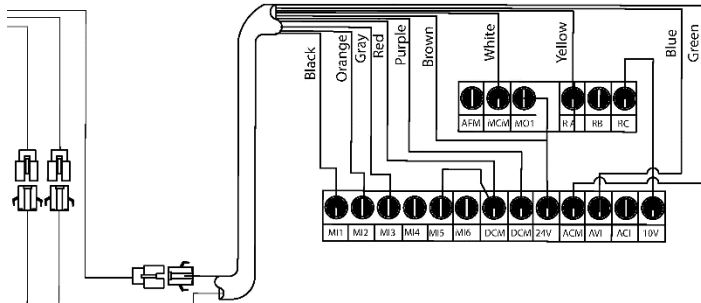 Black
Orange
Gray
Red
Purple
Brown
White
Yellow
Blue
Green
AFM MCM MO1 RA RB RC
MI1 MI2 MI3 MI4 MI5 MI6 DCM DCM 24V ACM AVI ACI 10V